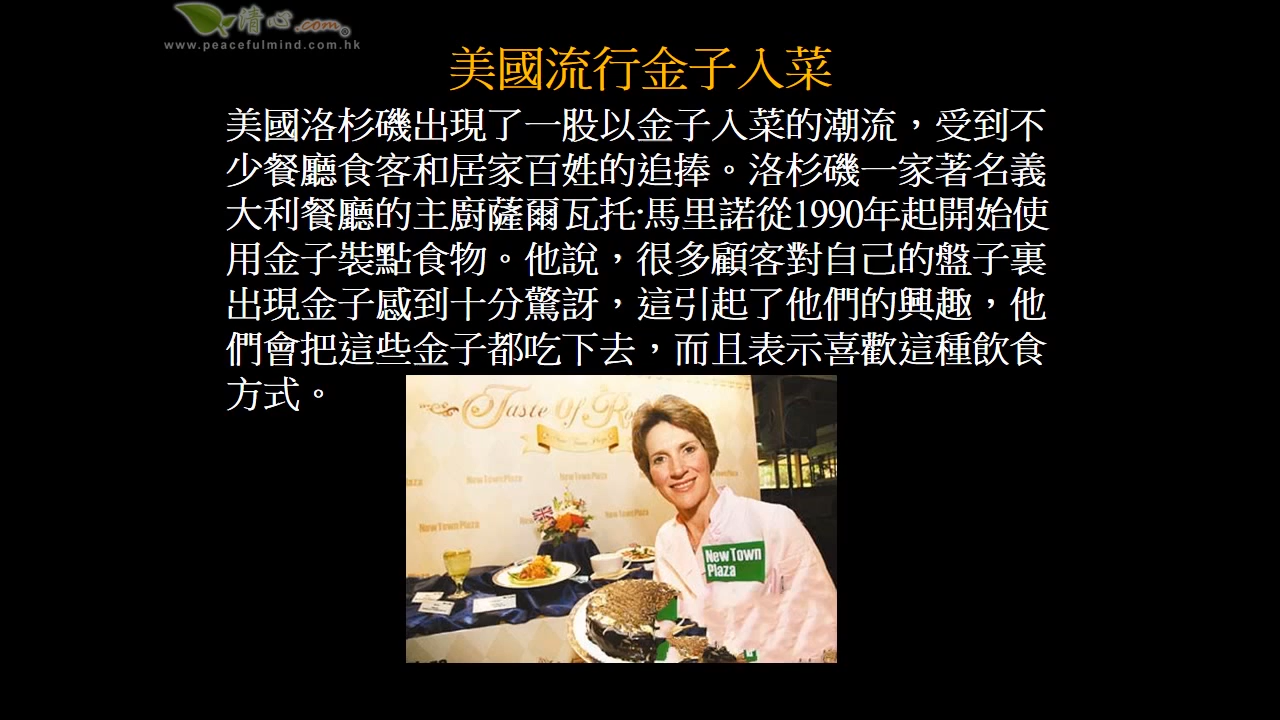 清心.com®
www.peacefulmind.com.hk
美國流行金子入菜
美國洛杉磯出現了一股以金子入菜的潮流，受到不
少餐廳食客和居家百姓的追捧。洛杉磯一家著名義
大利餐廳的主廚薩爾瓦托·馬里諾從1990年起開始使
用金子裝點食物。他說，很多顧客對自己的盤子裏
出現金子感到十分驚訝，這引起了他們的興趣，他
們會把這些金子都吃下去，而且表示喜歡這種飲食
方式。
Taste Of
NewTownPlaza
NewTownPlaza
NewTownPlaza
NewTownPlaza
New Town
Plaza